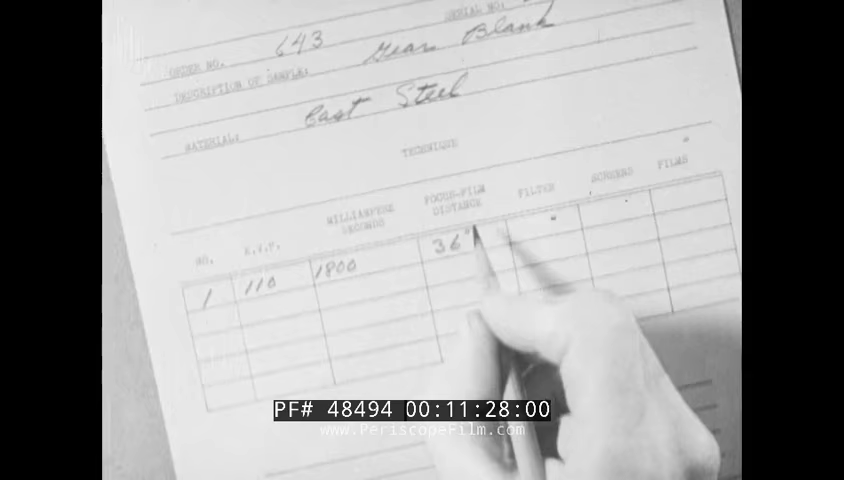 SERIAL NO:
ORDER NO. 643
DESCRIPTION OF SAMPLE: Gear Blank
MATERIAL: Cast Steel
TECHNIQUE
NO. K.V.P. MILLIAMPERE SECONDS FOCUS-FILM DISTANCE FILTER SCREENS FILMS
1 110 1800 36"
PF# 48494 00:11:28:00
www.PeriscopeFilm.com